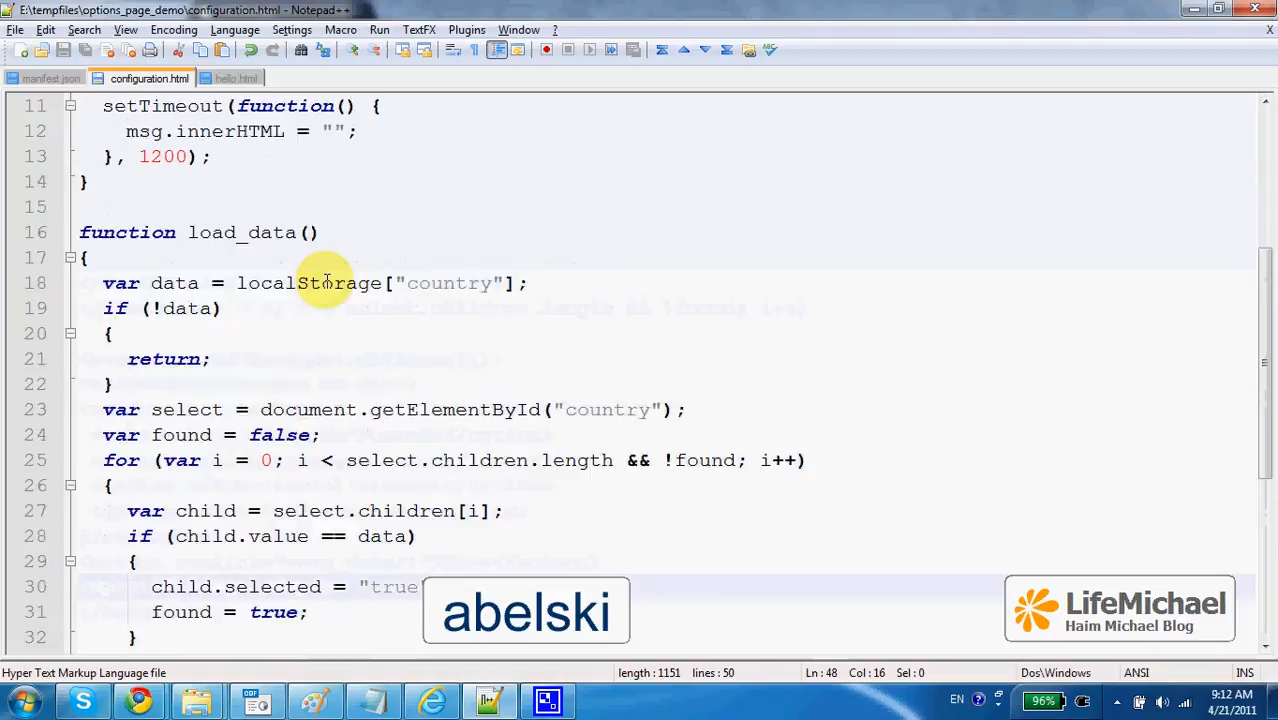 E:\tempfiles\options_page_demo\configuration.html - Notepad++
File Edit Search View Encoding Language Settings Macro Run TextFX Plugins Window ? X
manifest.json configuration.html hello.html
11 setTimeout(function() {
12 msg.innerHTML = "";
13 }, 1200);
14 }
15
16 function load_data()
17 {
18 var data = localStorage["country"];
19 if (!data)
20 {
21 return;
22 }
23 var select = document.getElementById("country");
24 var found = false;
25 for (var i = 0; i < select.children.length && !found; i++)
26 {
27 var child = select.children[i];
28 if (child.value == data)
29 {
30 child.selected = "true"
31 found = true;
32 }
abelski
LifeMichael
Haim Michael Blog
Hyper Text Markup Language file length : 1151 lines : 50 Ln : 48 Col : 16 Sel : 0 Dos\Windows ANSI INS
EN 96% 9:12 AM
4/21/2011